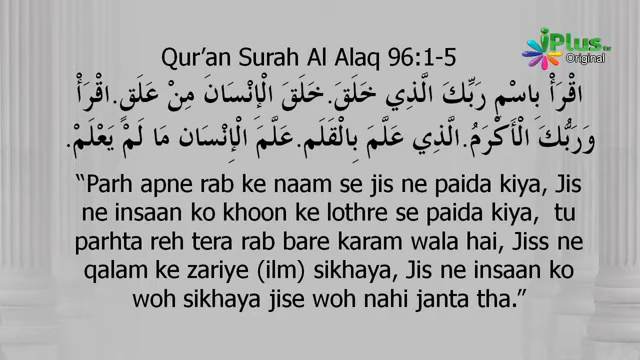 iPlus tv
Original
Qur’an Surah Al Alaq 96:1-5
اقْرَأْ بِاسْمِ رَبِّكَ الَّذِي خَلَقَ.خَلَقَ الْإِنْسَانَ مِنْ عَلَقٍ.اقْرَأْ
وَرَبُّكَ الْأَكْرَمُ.الَّذِي عَلَّمَ بِالْقَلَمِ.عَلَّمَ الْإِنْسَان مَا لَمْ يَعْلَمْ.
“Parh apne rab ke naam se jis ne paida kiya, Jis
ne insaan ko khoon ke lothre se paida kiya, tu
parhta reh tera rab bare karam wala hai, Jiss ne
qalam ke zariye (ilm) sikhaya, Jis ne insaan ko
woh sikhaya jise woh nahi janta tha.”